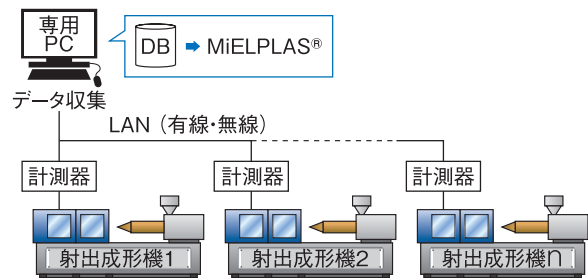 専用
PC
DB ➡ MiELPLAS®
データ収集
LAN（有線・無線）
計測器 計測器 計測器
射出成形機1 射出成形機2 射出成形機n